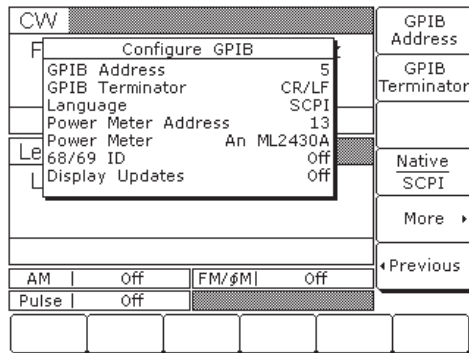 CW
GPIB
Address
F
Configure GPIB
GPIB Address 5
GPIB Terminator CR/LF
Language SCPI
Power Meter Address 13
Power Meter An ML2430A
68/69 ID Off
Display Updates Off
GPIB
Terminator
Le
L
Native
SCPI
More
Previous
AM Off FM/ϕM Off
Pulse Off